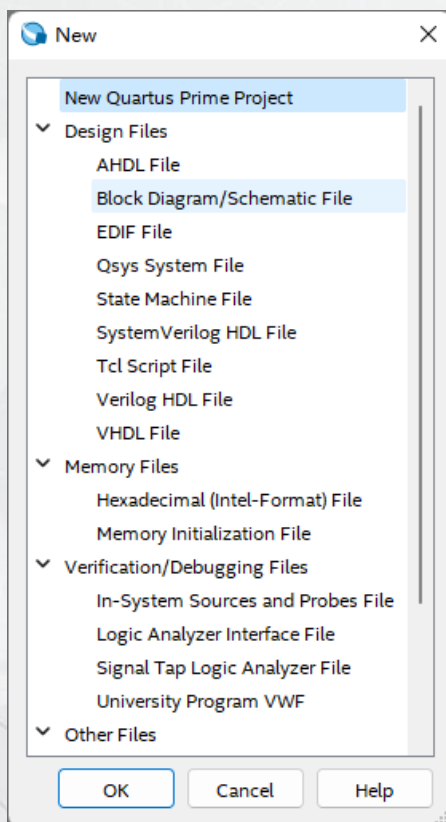 New
New Quartus Prime Project
Design Files
AHDL File
Block Diagram/Schematic File
EDIF File
Qsys System File
State Machine File
SystemVerilog HDL File
Tcl Script File
Verilog HDL File
VHDL File
Memory Files
Hexadecimal (Intel-Format) File
Memory Initialization File
Verification/Debugging Files
In-System Sources and Probes File
Logic Analyzer Interface File
Signal Tap Logic Analyzer File
University Program VWF
Other Files
OK Cancel Help